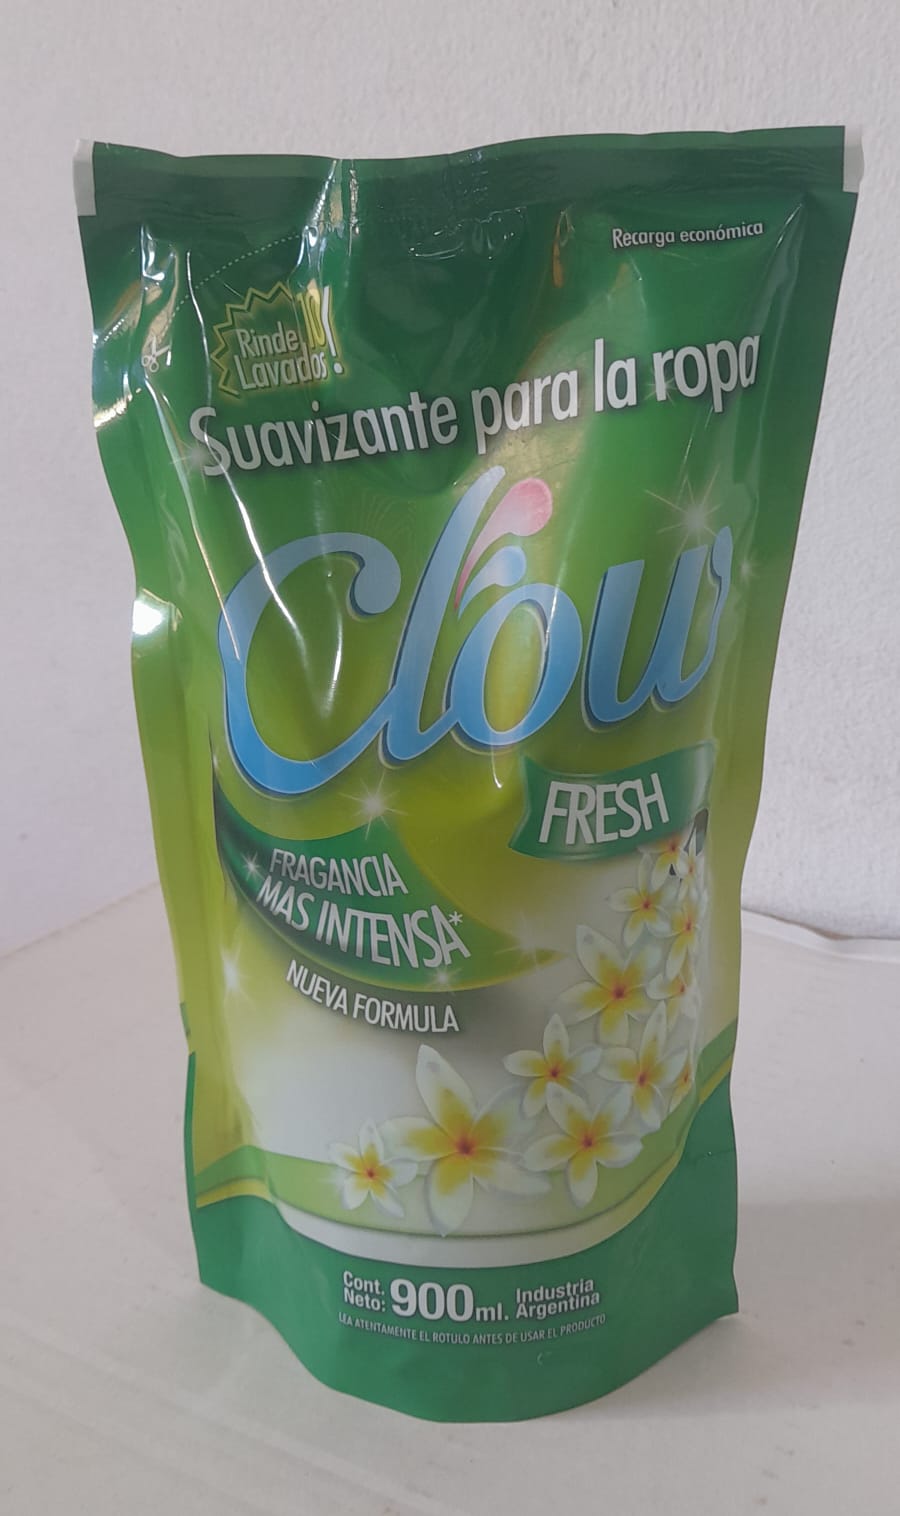 Recarga económica
Rinde 10
Lavados!
Suavizante para la ropa
Clour
FRESH
FRAGANCIA
MAS INTENSA*
NUEVA FORMULA
Cont.
Neto: 900ml. Industria
Argentina
LEA ATENTAMENTE EL ROTULO ANTES DE USAR EL PRODUCTO